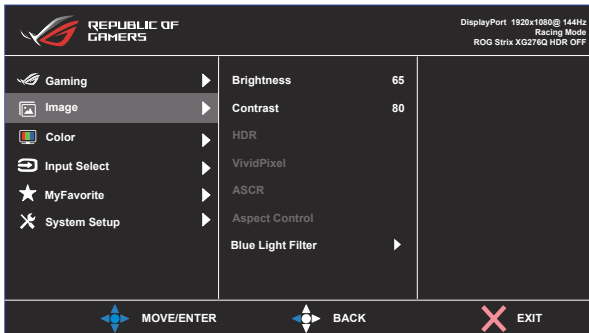 REPUBLIC OF
GAMERS
DisplayPort 1920x1080@ 144Hz
Racing Mode
ROG Strix XG276Q HDR OFF
Gaming
Image
Color
Input Select
MyFavorite
System Setup
Brightness 65
Contrast 80
HDR
VividPixel
ASCR
Aspect Control
Blue Light Filter
MOVE/ENTER BACK EXIT